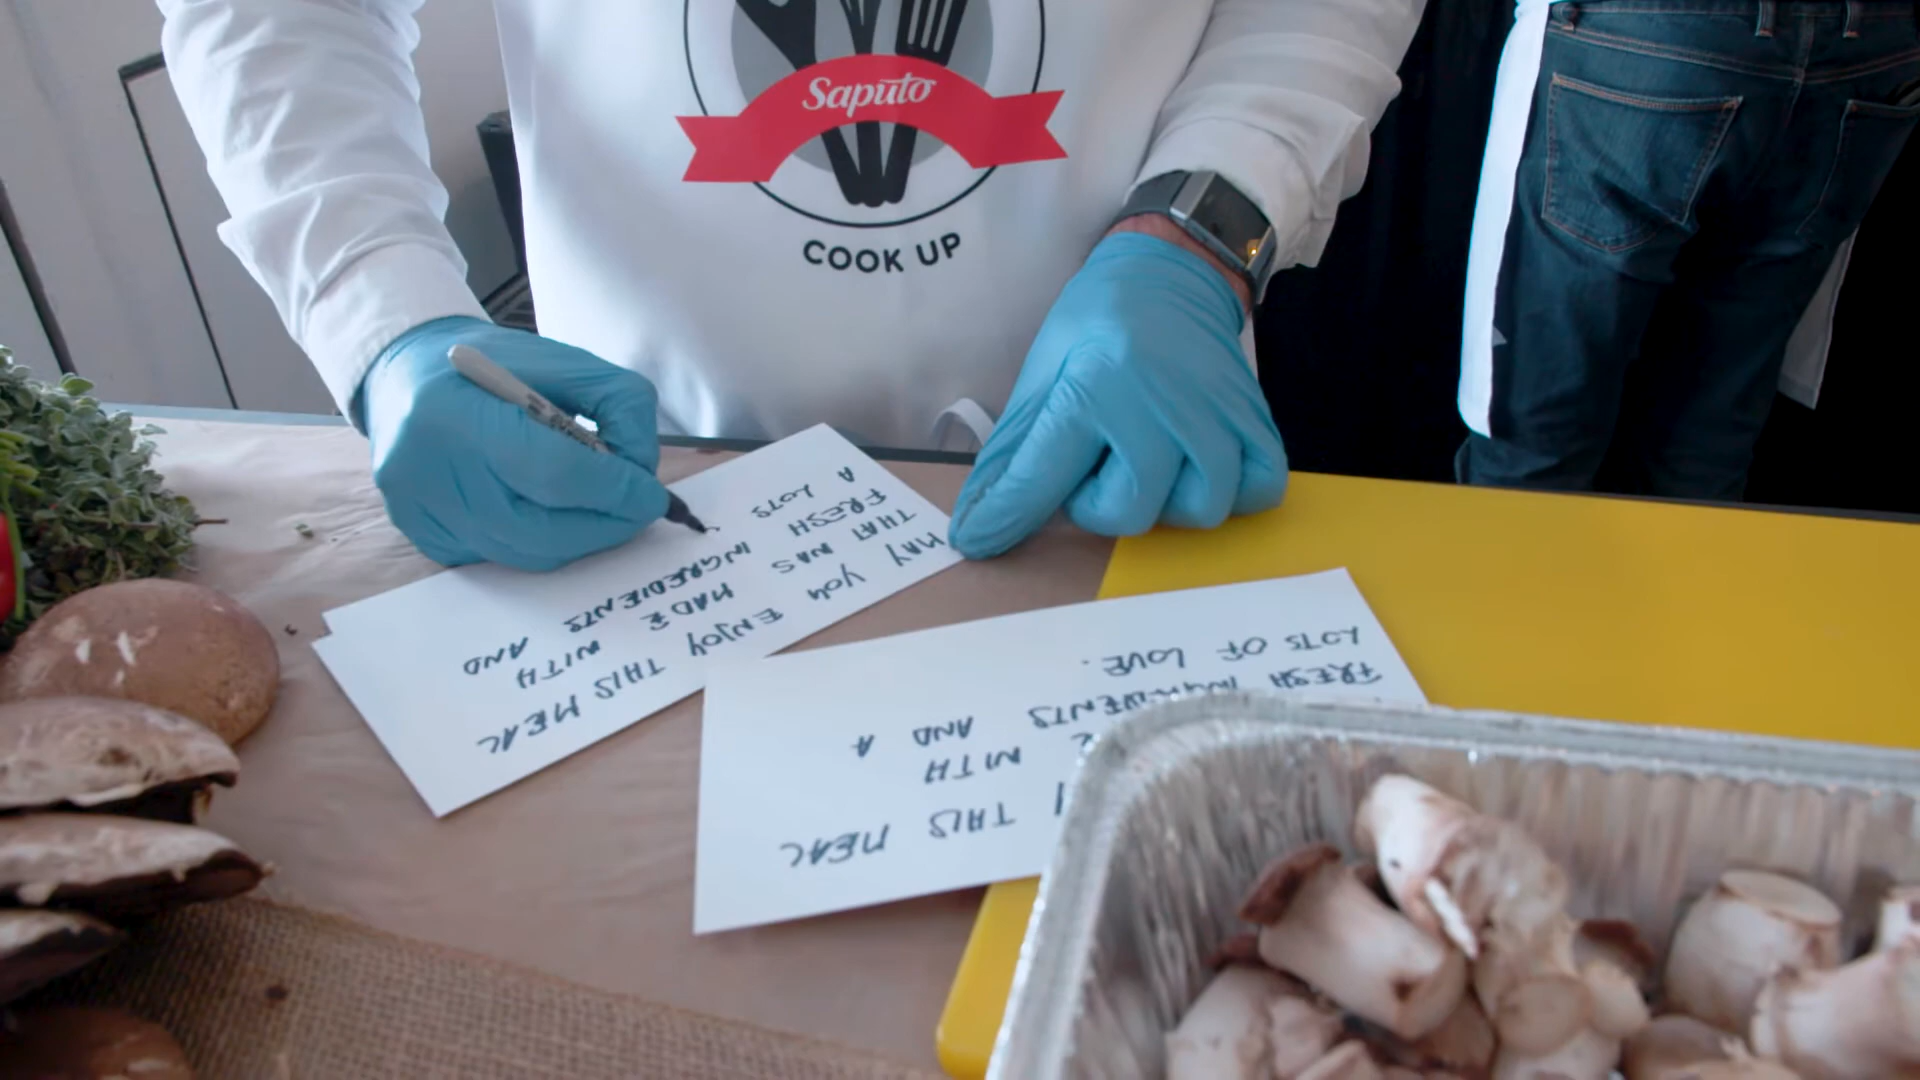 Saputo
COOK UP
MAY YOU ENJOY THIS MEAL
THAT WAS MADE WITH
FRESH INGREDIENTS AND
A LOTS
THIS MEAL
WITH
FRESH INGREDIENTS AND A
LOTS OF LOVE.